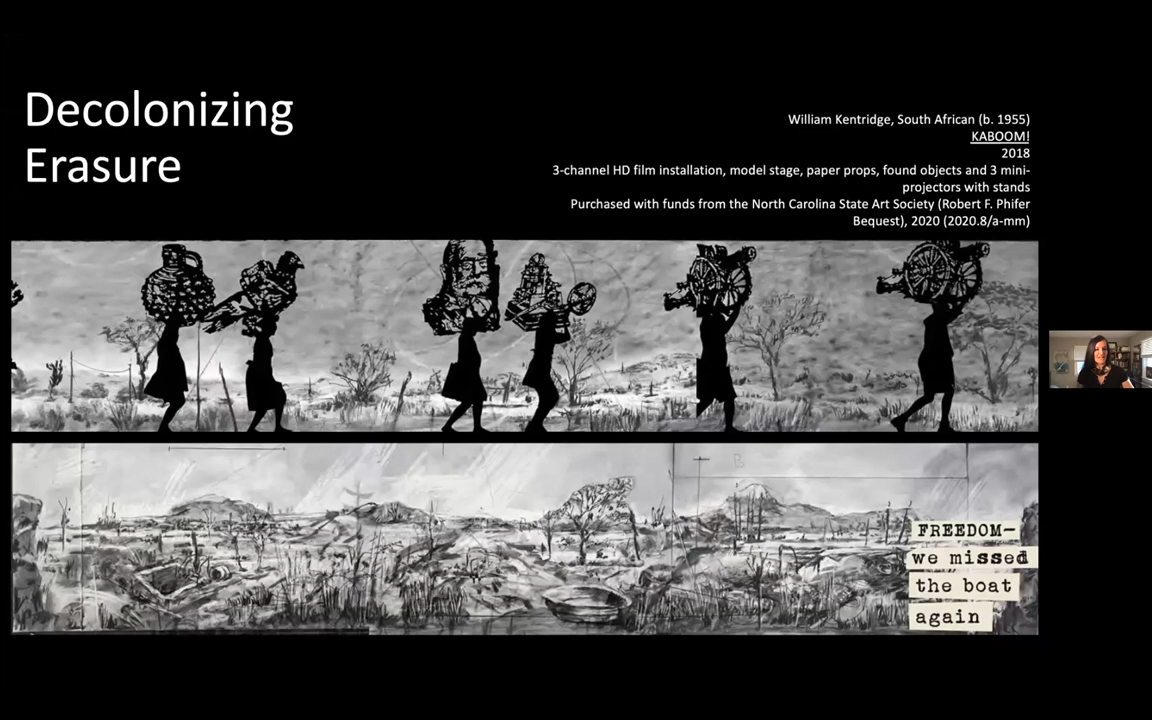 Decolonizing
Erasure
William Kentridge, South African (b. 1955)
KABOOM!
2018
3-channel HD film installation, model stage, paper props, found objects and 3 mini-
projectors with stands
Purchased with funds from the North Carolina State Art Society (Robert F. Phifer
Bequest), 2020 (2020.8/a-mm)
FREEDOM—
we missed
the boat
again